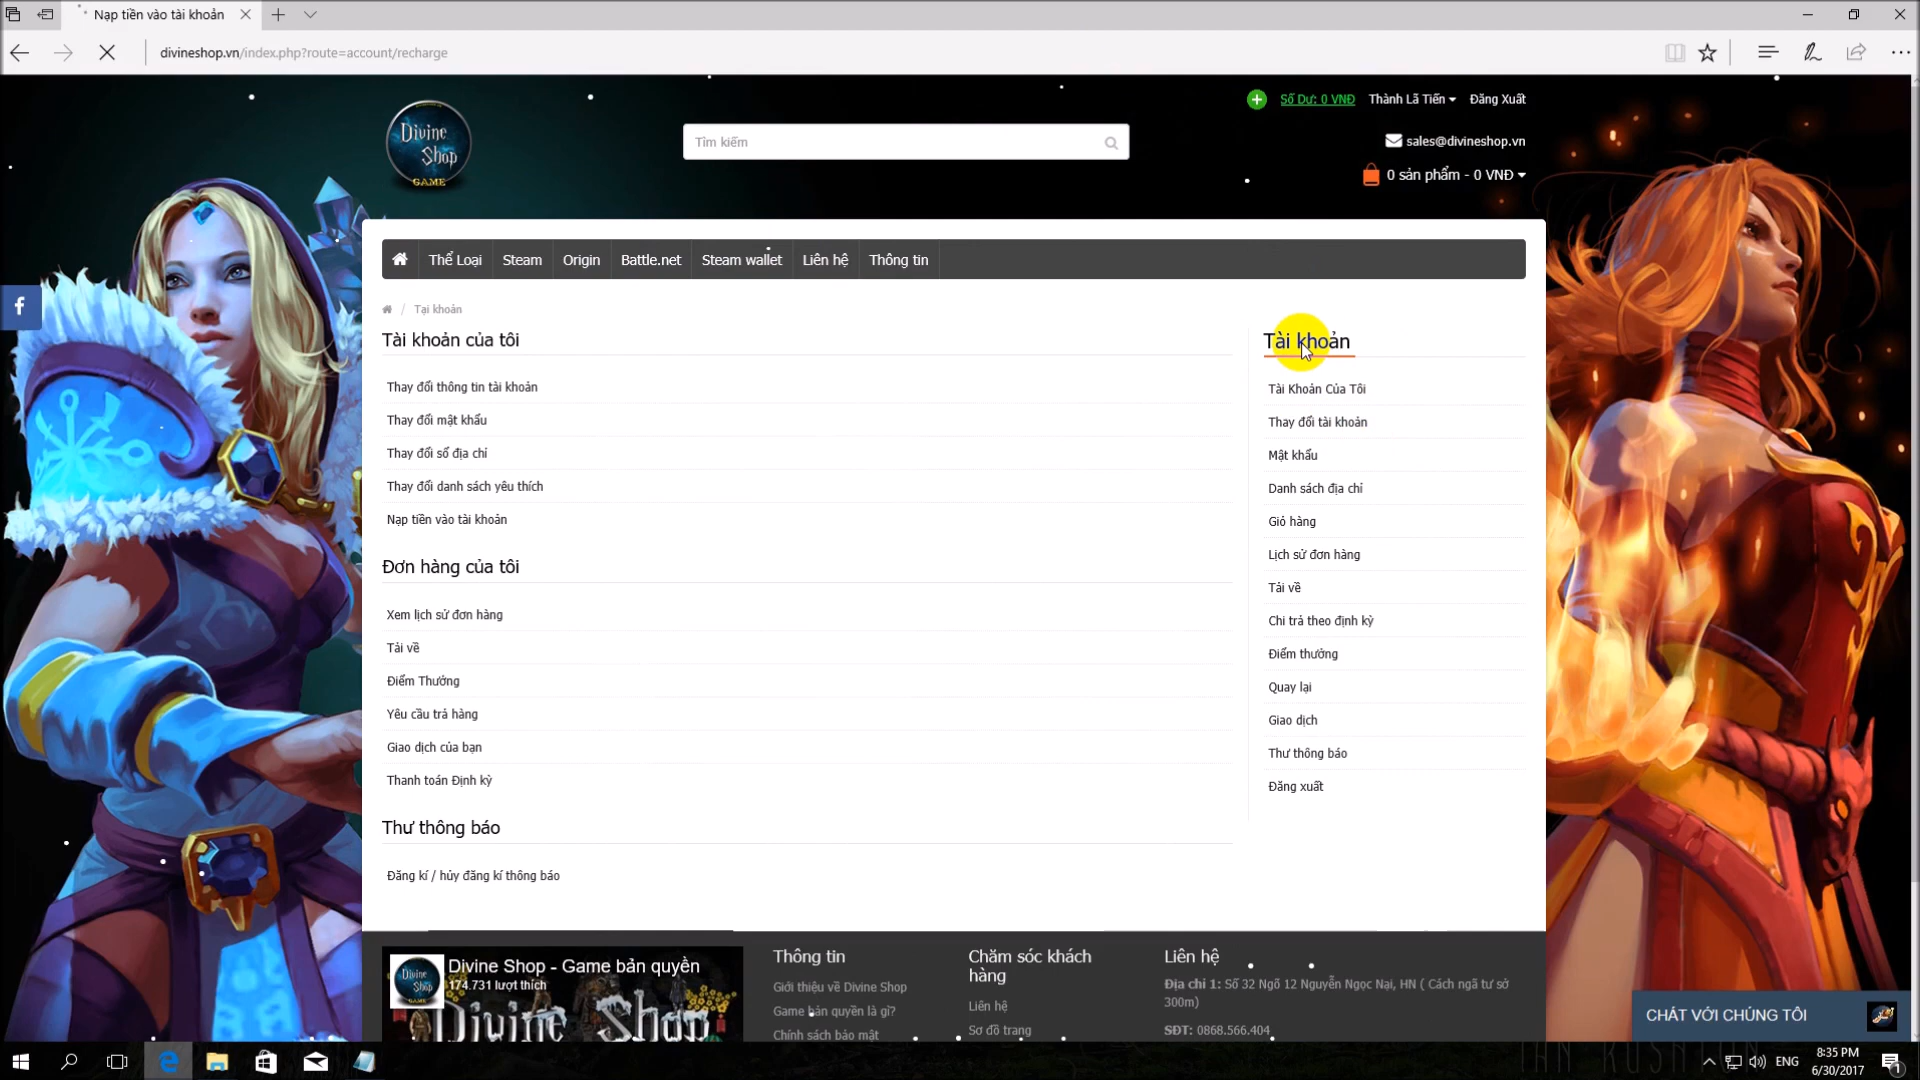 Nạp tiền vào tài khoản
divineshop.vn/index.php?route=account/recharge
Số Dư: 0 VNĐ Thành Lã Tiến Đăng Xuất
Divine Shop GAME
Tìm kiếm
sales@divineshop.vn
0 sản phẩm - 0 VNĐ
Thể Loại Steam Origin Battle.net Steam wallet Liên hệ Thông tin
/ Tại khoản
Tài khoản của tôi
Thay đổi thông tin tài khoản
Thay đổi mật khẩu
Thay đổi sổ địa chỉ
Thay đổi danh sách yêu thích
Nạp tiền vào tài khoản
Đơn hàng của tôi
Xem lịch sử đơn hàng
Tải về
Điểm Thưởng
Yêu cầu trả hàng
Giao dịch của bạn
Thanh toán Định kỳ
Thư thông báo
Đăng kí / hủy đăng kí thông báo
Tài khoản
Tài Khoản Của Tôi
Thay đổi tài khoản
Mật khẩu
Danh sách địa chỉ
Giỏ hàng
Lịch sử đơn hàng
Tải về
Chi trả theo định kỳ
Điểm thưởng
Quay lại
Giao dịch
Thư thông báo
Đăng xuất
Divine Shop - Game bản quyền
174.731 lượt thích
Divine Shop
Thông tin
Giới thiệu về Divine Shop
Game bản quyền là gì?
Chính sách bảo mật
Chăm sóc khách
hàng
Liên hệ
Sơ đồ trang
Liên hệ
Địa chỉ 1: Số 32 Ngõ 12 Nguyễn Ngọc Nại, HN ( Cách ngã tư sở
300m)
SĐT: 0868.566.404
CHÁT VỚI CHÚNG TÔI
ENG
8:35 PM
6/30/2017
1